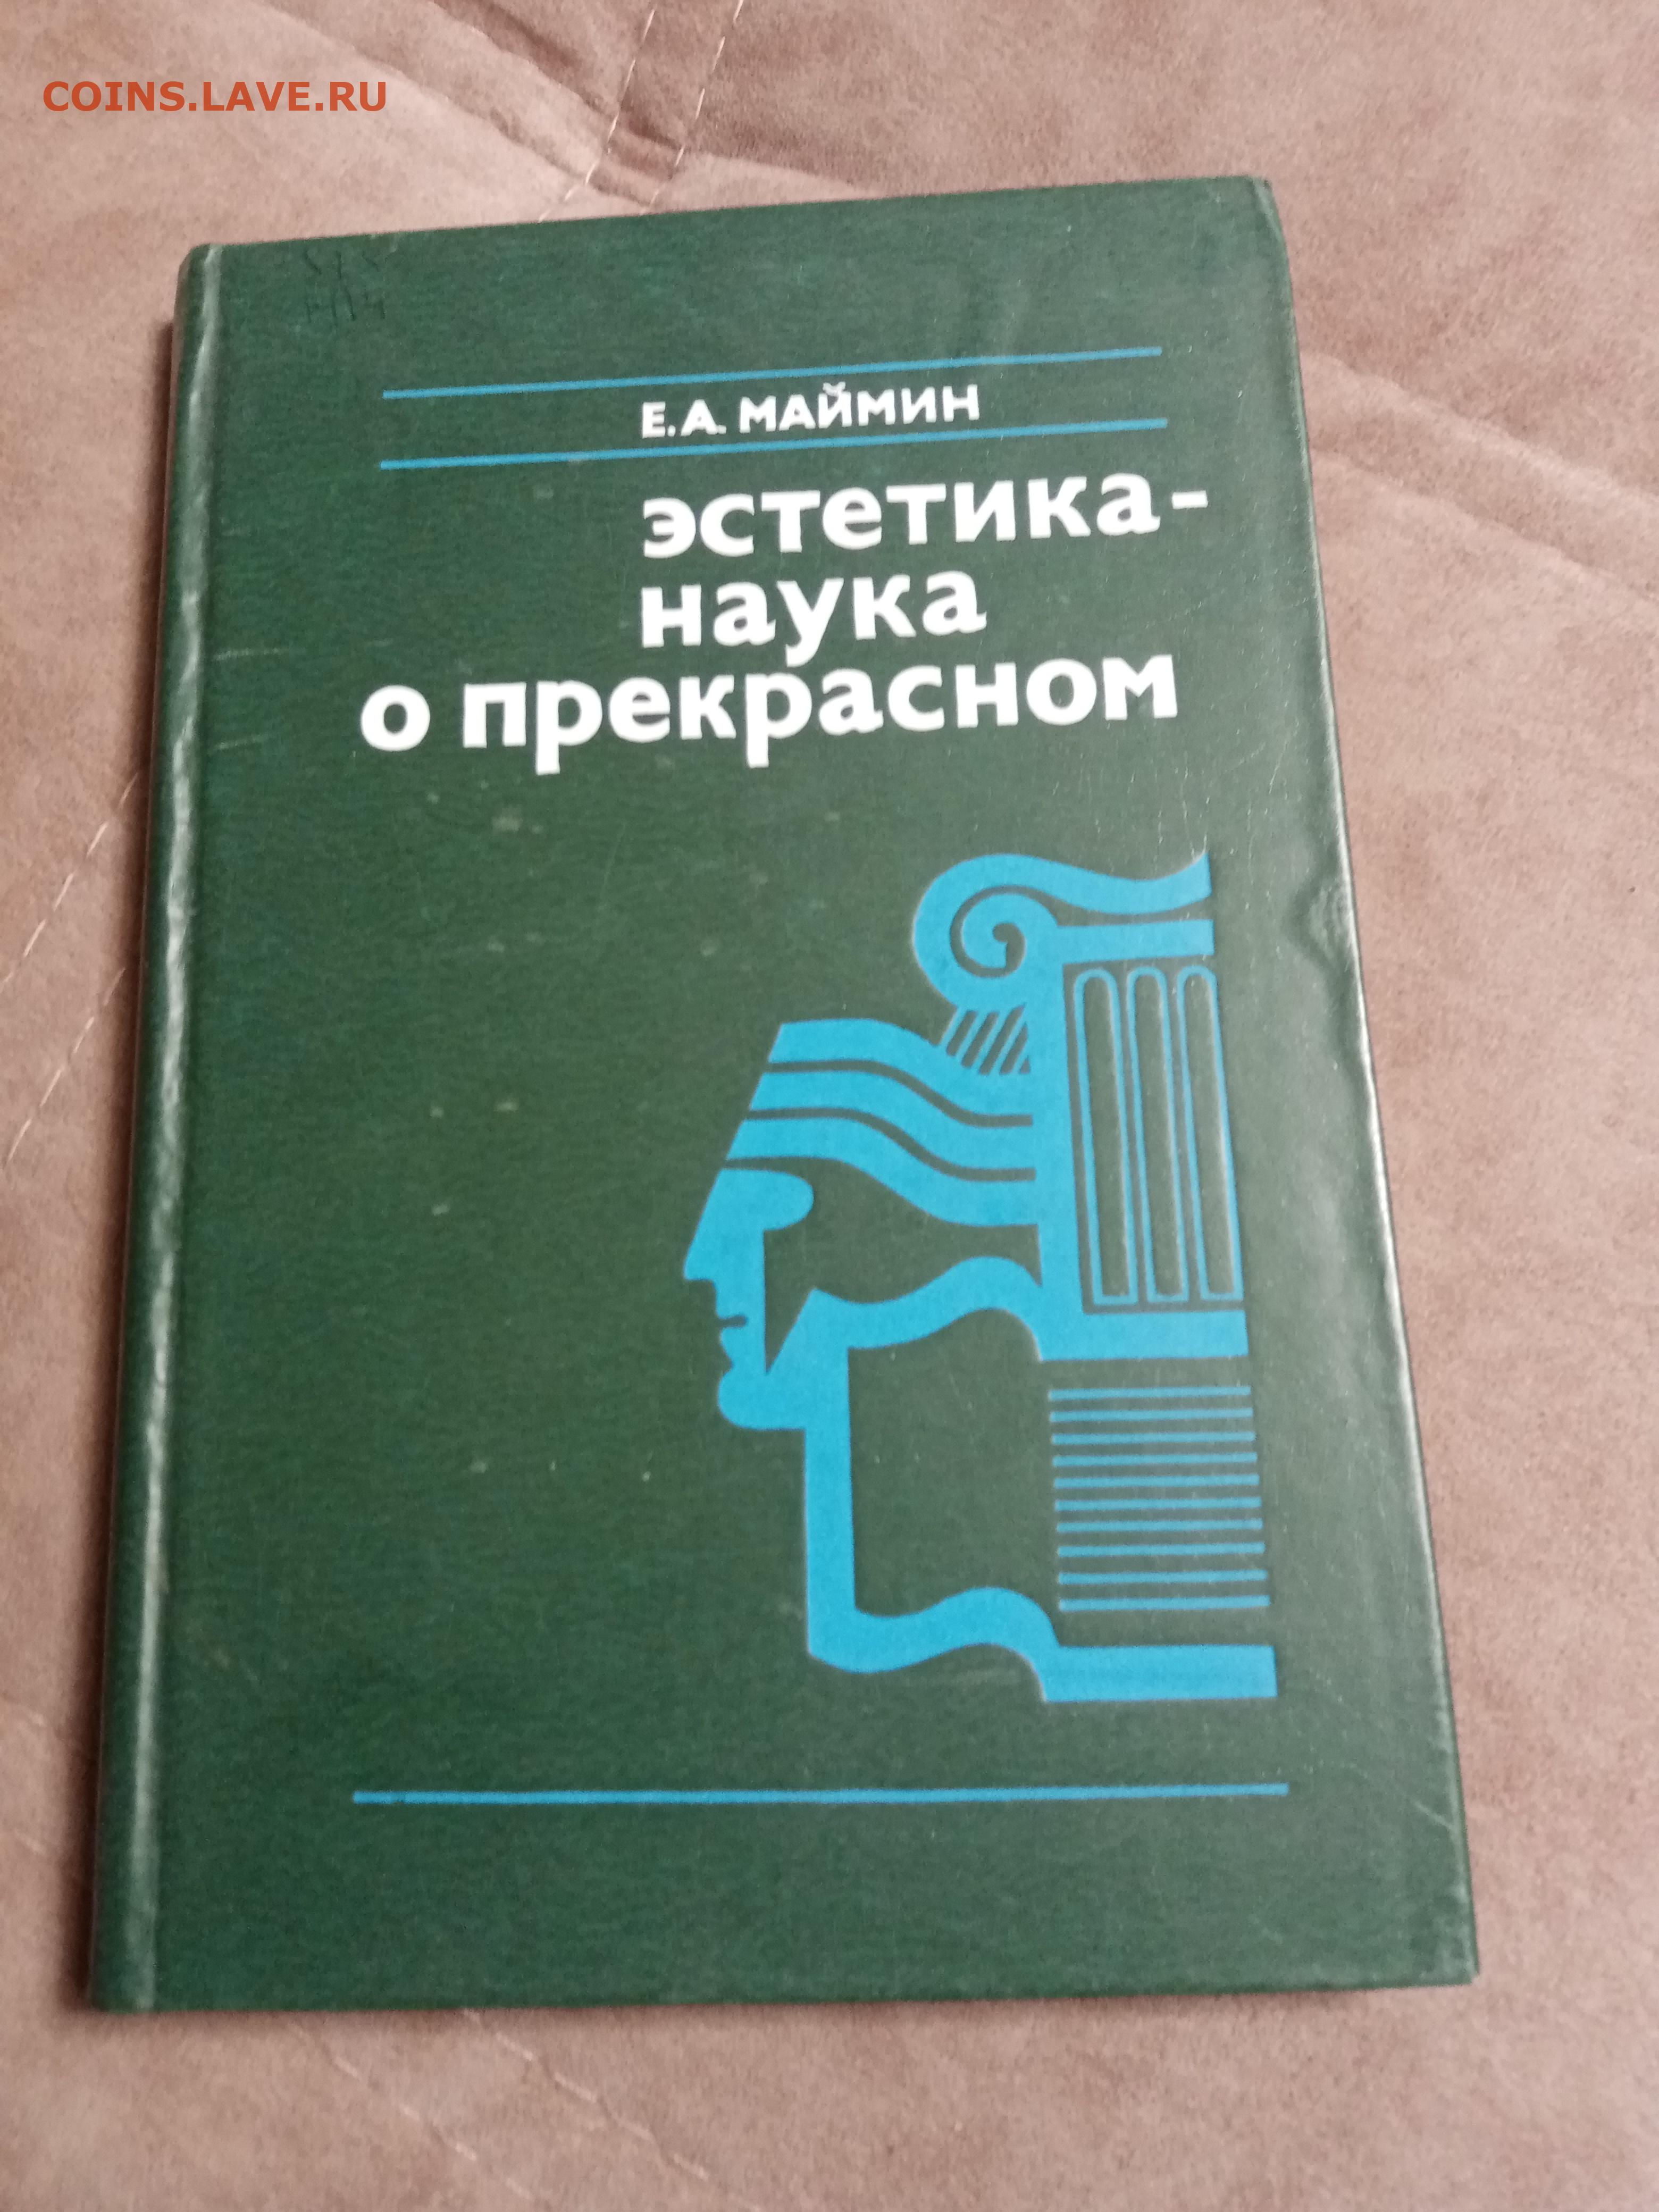 COINS.LAVE.RU
Е.А. МАЙМИН
эстетика-
наука
о прекрасном